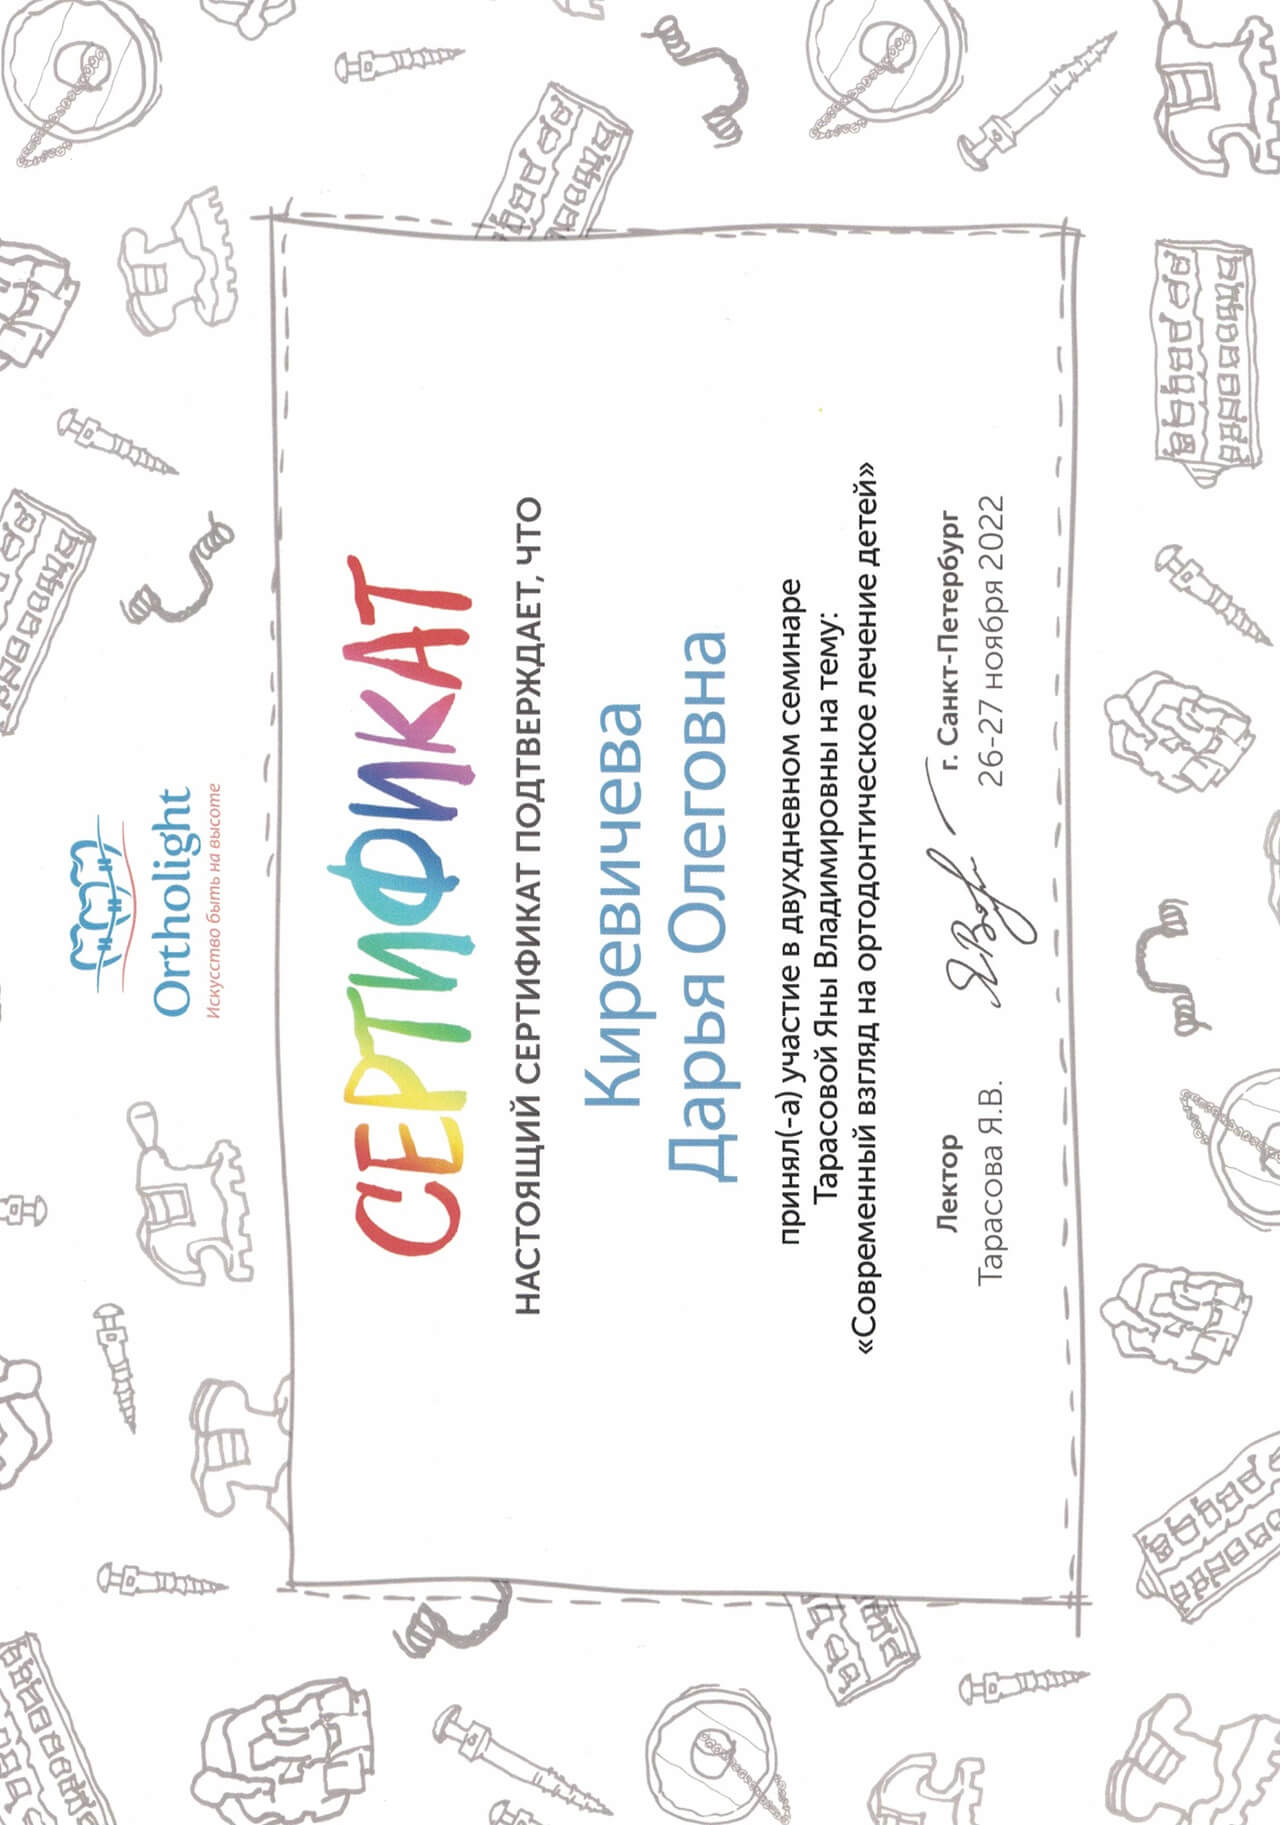 Ortholight
Искусство быть на высоте
СЕРТИФИКАТ
НАСТОЯЩИЙ СЕРТИФИКАТ ПОДТВЕРЖДАЕТ, ЧТО
Киревичева
Дарья Олеговна
принял(-а) участие в двухдневном семинаре
Тарасовой Яны Владимировны на тему:
«Современный взгляд на ортодонтическое лечение детей»
Лектор
Тарасова Я.В.
г. Санкт-Петербург
26-27 ноября 2022